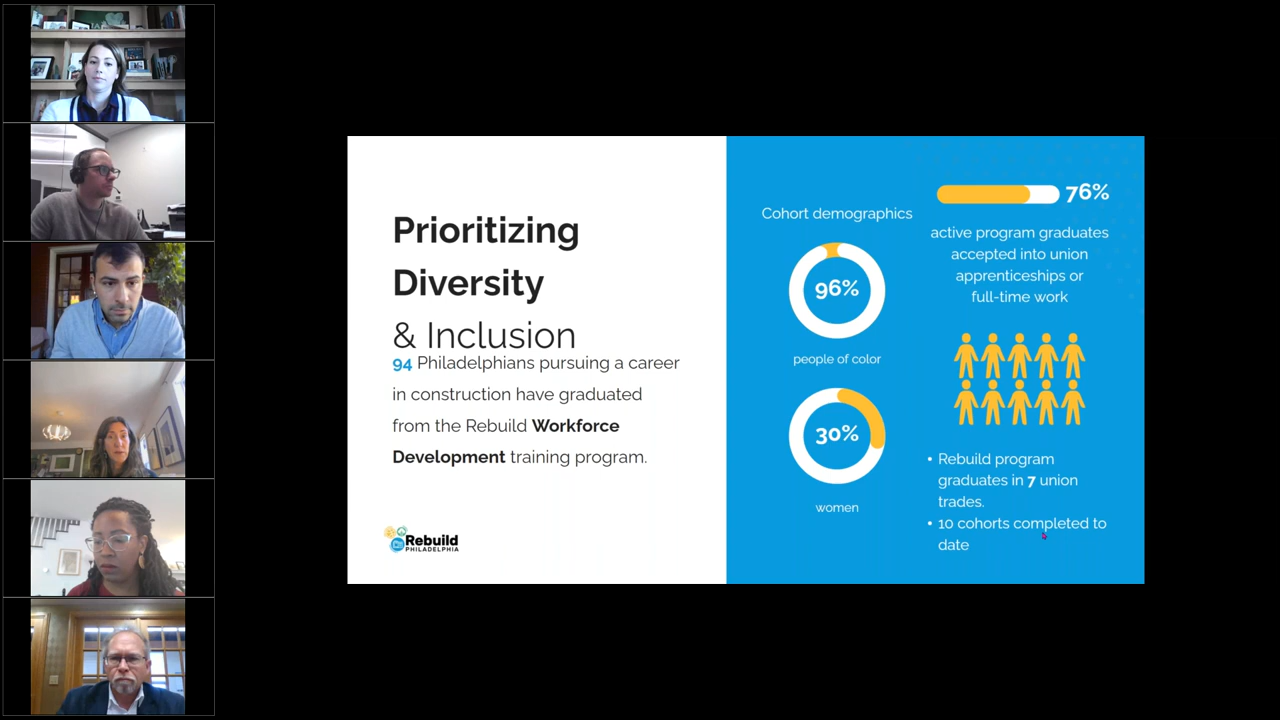 Prioritizing
Diversity
& Inclusion
94 Philadelphians pursuing a career
in construction have graduated
from the Rebuild Workforce
Development training program.
Rebuild
PHILADELPHIA
Cohort demographics
96%
people of color
30%
women
76%
active program graduates
accepted into union
apprenticeships or
full-time work
• Rebuild program
graduates in 7 union
trades.
• 10 cohorts completed to
date